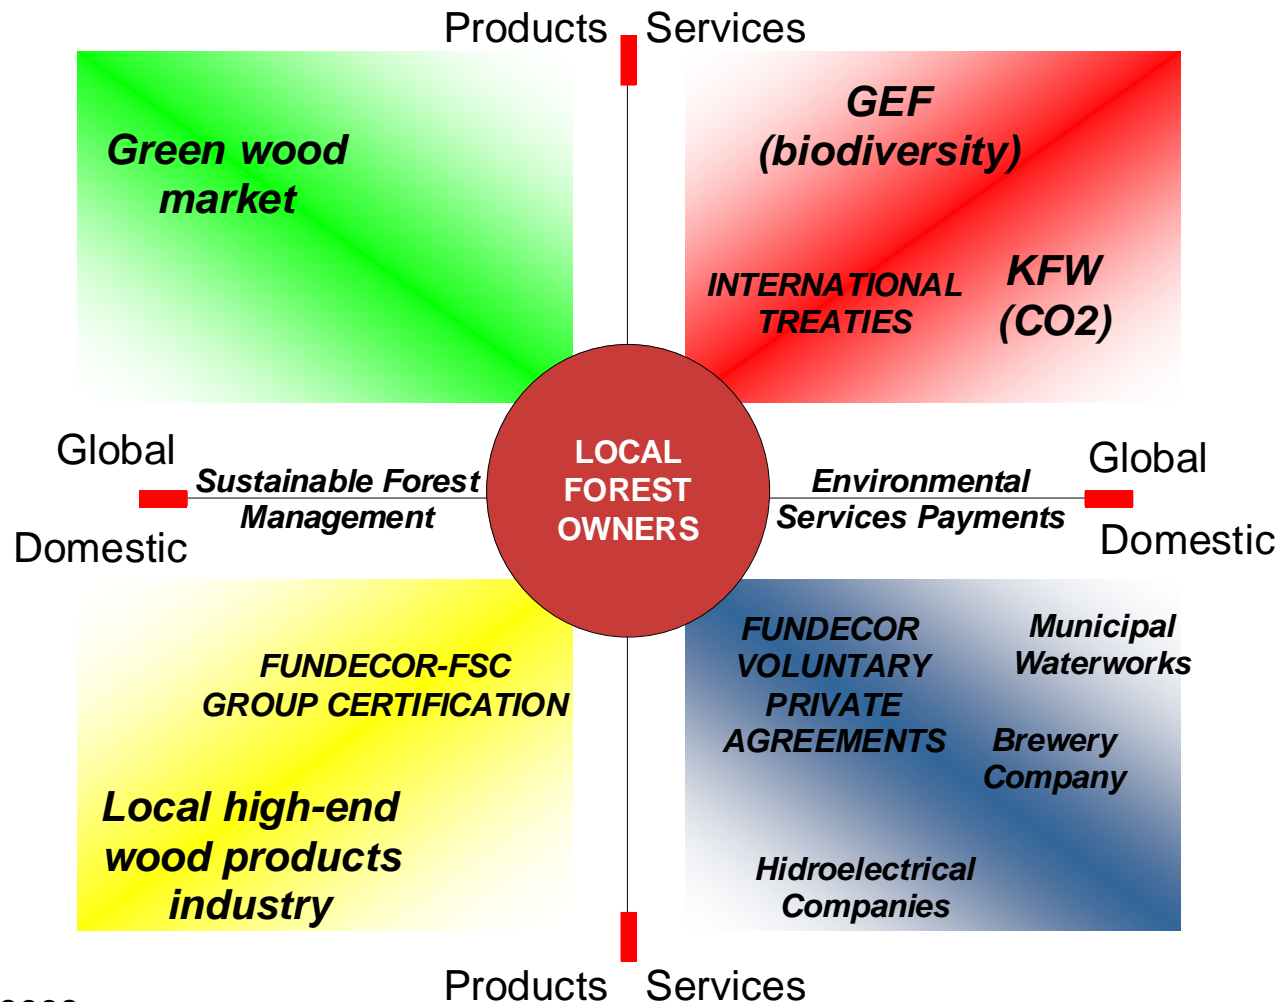 Products Services
Green wood
market
GEF
(biodiversity)
INTERNATIONAL
TREATIES
KFW
(CO2)
Global
Domestic
Sustainable Forest
Management
LOCAL
FOREST
OWNERS
Environmental
Services Payments
Global
Domestic
FUNDECOR-FSC
GROUP CERTIFICATION
Local high-end
wood products
industry
FUNDECOR
VOLUNTARY
PRIVATE
AGREEMENTS
Municipal
Waterworks
Brewery
Company
Hidroelectrical
Companies
Products Services